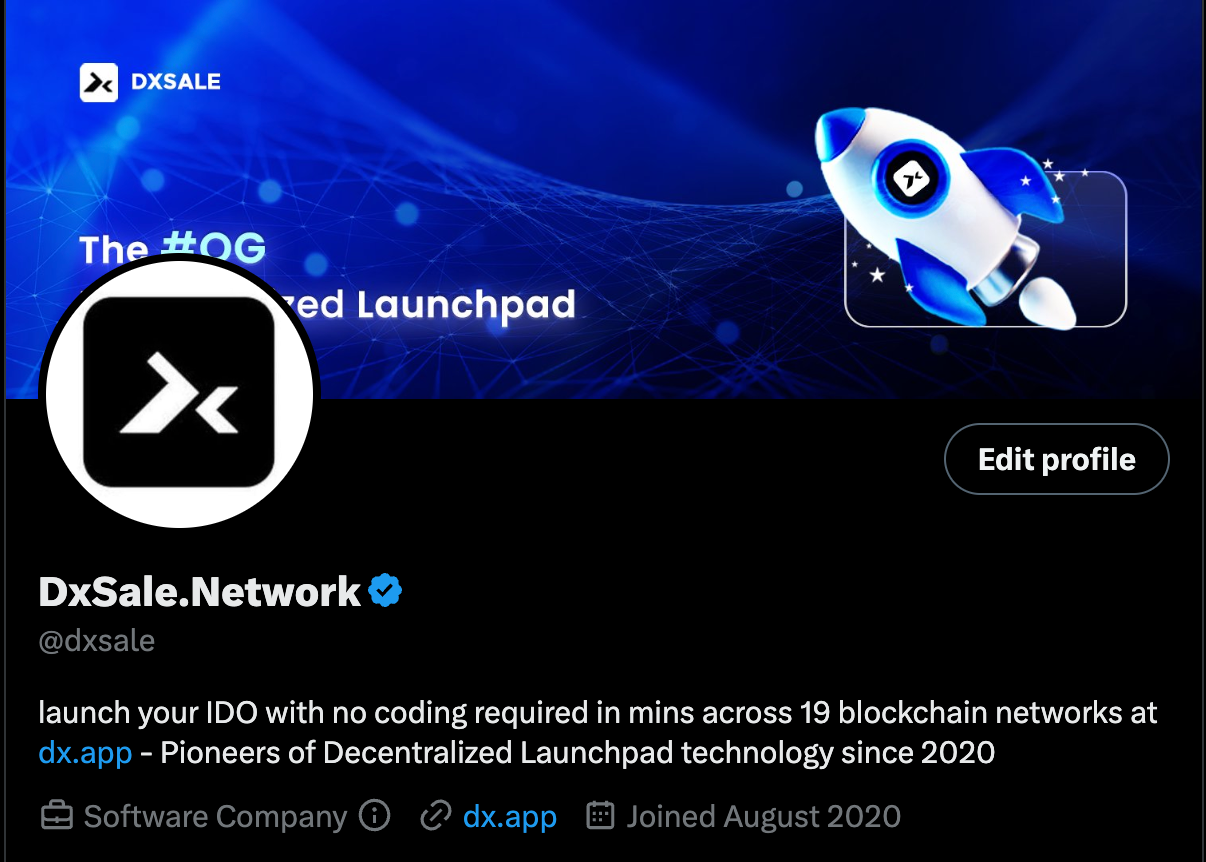 DXSALE
The #OG
zed Launchpad
Edit profile
DxSale.Network
@dxsale
launch your IDO with no coding required in mins across 19 blockchain networks at
dx.app - Pioneers of Decentralized Launchpad technology since 2020
Software Company dx.app Joined August 2020